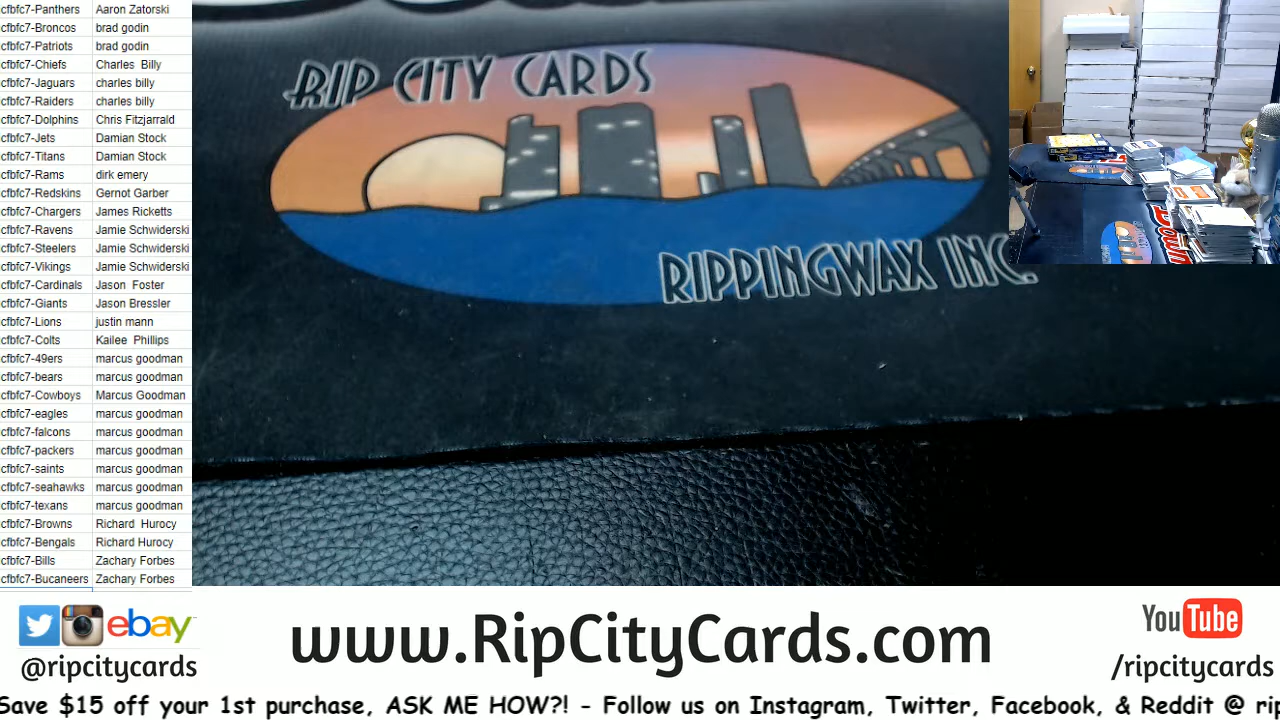 cfbfc7-Panthers Aaron Zatorski
cfbfc7-Broncos brad godin
cfbfc7-Patriots brad godin
cfbfc7-Chiefs Charles Billy
cfbfc7-Jaguars charles billy
cfbfc7-Raiders charles billy
cfbfc7-Dolphins Chris Fitzjarrald
cfbfc7-Jets Damian Stock
cfbfc7-Titans Damian Stock
cfbfc7-Rams dirk emery
cfbfc7-Redskins Gernot Garber
cfbfc7-Chargers James Ricketts
cfbfc7-Ravens Jamie Schwiderski
cfbfc7-Steelers Jamie Schwiderski
cfbfc7-Vikings Jamie Schwiderski
cfbfc7-Cardinals Jason Foster
cfbfc7-Giants Jason Bressler
cfbfc7-Lions justin mann
cfbfc7-Colts Kailee Phillips
cfbfc7-49ers marcus goodman
cfbfc7-bears marcus goodman
cfbfc7-Cowboys Marcus Goodman
cfbfc7-eagles marcus goodman
cfbfc7-falcons marcus goodman
cfbfc7-packers marcus goodman
cfbfc7-saints marcus goodman
cfbfc7-seahawks marcus goodman
cfbfc7-texans marcus goodman
cfbfc7-Browns Richard Hurocy
cfbfc7-Bengals Richard Hurocy
cfbfc7-Bills Zachary Forbes
cfbfc7-Bucaneers Zachary Forbes
RIP CITY CARDS
RIPPINGWAX INC.
ebay
@ripcitycards
www.RipCityCards.com
YouTube
/ripcitycards
Save $15 off your 1st purchase, ASK ME HOW?! - Follow us on Instagram, Twitter, Facebook, & Reddit @ rip